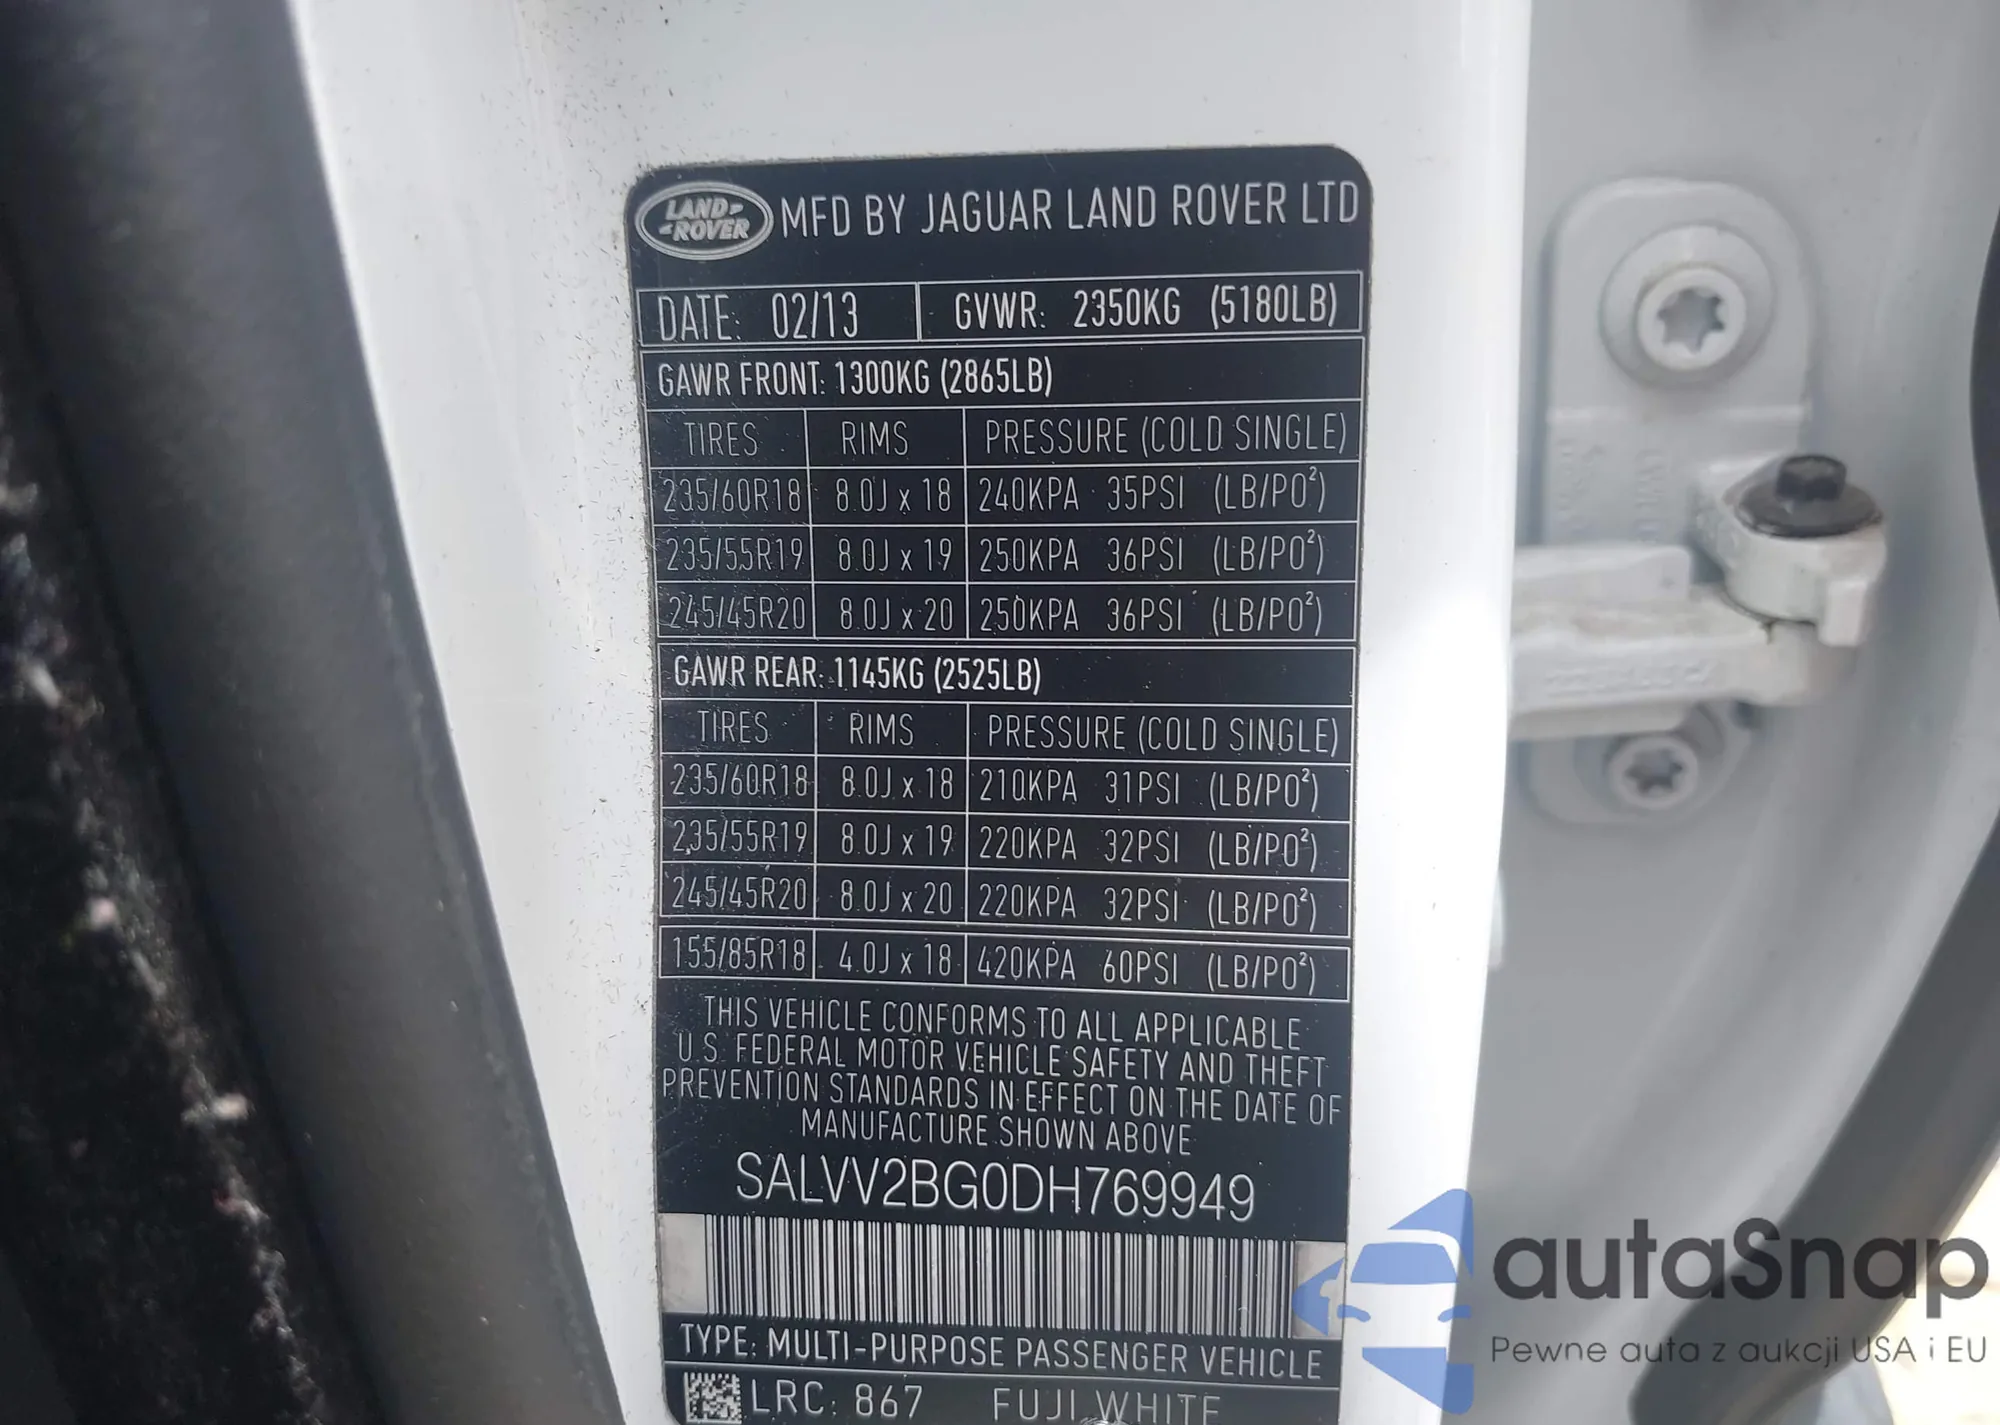 LAND-
-ROVER
MFD BY JAGUAR LAND ROVER LTD
DATE: 02/13 GVWR: 2350KG (5180LB)
GAWR FRONT: 1300KG (2865LB)
TIRES RIMS PRESSURE (COLD SINGLE)
235/60R18 8.0J x 18 240KPA 35PSI (LB/PO²)
235/55R19 8.0J x 19 250KPA 36PSI (LB/PO²)
245/45R20 8.0J x 20 250KPA 36PSI (LB/PO²)
GAWR REAR: 1145KG (2525LB)
TIRES RIMS PRESSURE (COLD SINGLE)
235/60R18 8.0J x 18 210KPA 31PSI (LB/PO²)
235/55R19 8.0J x 19 220KPA 32PSI (LB/PO²)
245/45R20 8.0J x 20 220KPA 32PSI (LB/PO²)
155/85R18 4.0J x 18 420KPA 60PSI (LB/PO²)
THIS VEHICLE CONFORMS TO ALL APPLICABLE
U.S. FEDERAL MOTOR VEHICLE SAFETY AND THEFT
PREVENTION STANDARDS IN EFFECT ON THE DATE OF
MANUFACTURE SHOWN ABOVE
SALVV2BG0DH769949
TYPE: MULTI-PURPOSE PASSENGER VEHICLE
LRC: 867 FUJI WHITE
autaSnap
Pewne auta z aukcji USA i EU